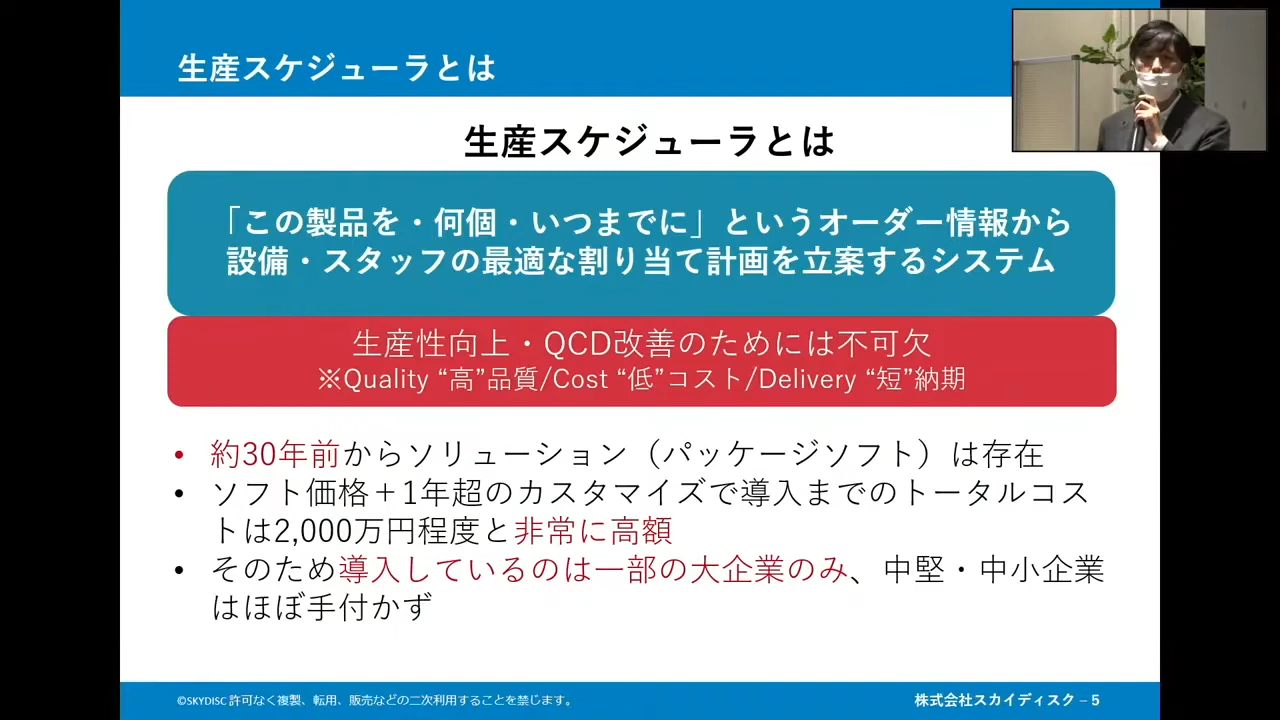 生産スケジューラとは
生産スケジューラとは
「この製品を・何個・いつまでに」というオーダー情報から
設備・スタッフの最適な割り当て計画を立案するシステム
生産性向上・QCD改善のためには不可欠
※Quality “高”品質/Cost “低”コスト/Delivery “短”納期
• 約30年前からソリューション（パッケージソフト）は存在
• ソフト価格＋1年超のカスタマイズで導入までのトータルコス
トは2,000万円程度と非常に高額
• そのため導入しているのは一部の大企業のみ、中堅・中小企業
はほぼ手付かず
©SKYDISC 許可なく複製、転用、販売などの二次利用することを禁じます。
株式会社スカイディスク – 5